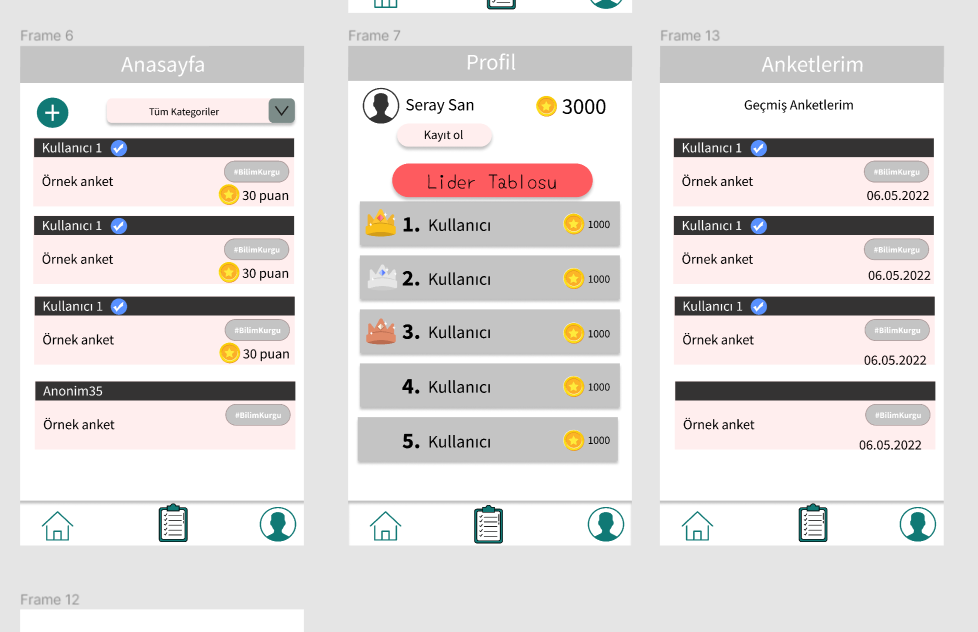 Frame 6
Anasayfa
Tüm Kategoriler
Kullanıcı 1
#BilimKurgu
Örnek anket
30 puan
Kullanıcı 1
#BilimKurgu
Örnek anket
30 puan
Kullanıcı 1
#BilimKurgu
Örnek anket
30 puan
Anonim35
#BilimKurgu
Örnek anket
Frame 7
Profil
Seray San
3000
Kayıt ol
Lider Tablosu
1. Kullanıcı 1000
2. Kullanıcı 1000
3. Kullanıcı 1000
4. Kullanıcı 1000
5. Kullanıcı 1000
Frame 13
Anketlerim
Geçmiş Anketlerim
Kullanıcı 1
#BilimKurgu
Örnek anket
06.05.2022
Kullanıcı 1
#BilimKurgu
Örnek anket
06.05.2022
Kullanıcı 1
#BilimKurgu
Örnek anket
06.05.2022
#BilimKurgu
Örnek anket
06.05.2022
Frame 12